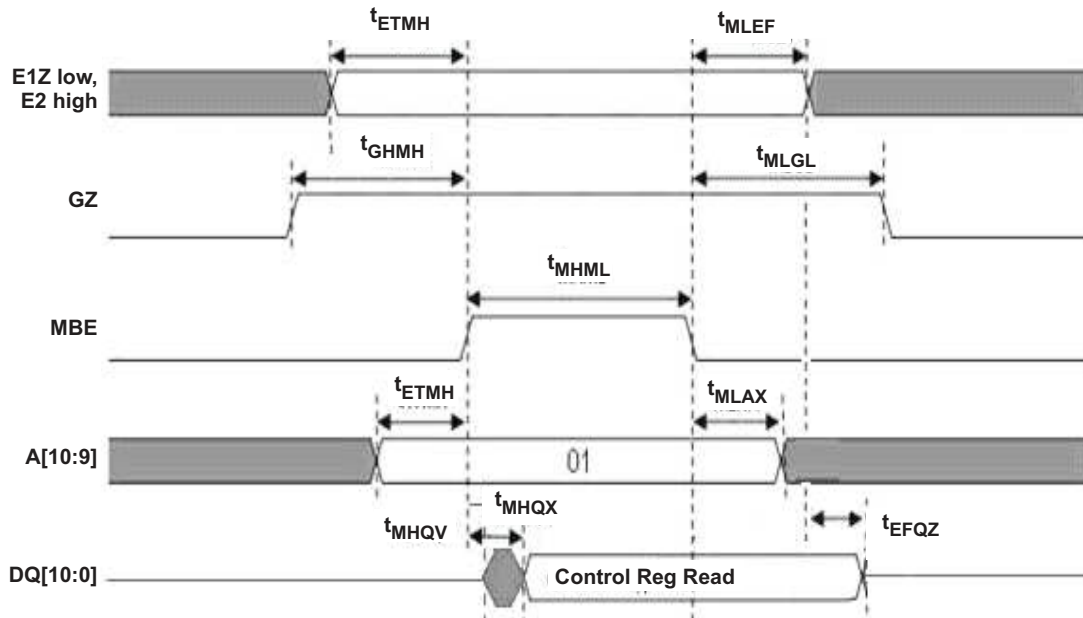 tETMH
tMLEF
E1Z low,
E2 high
tGHMH
tMLGL
GZ
tMHML
MBE
tETMH
tMLAX
A[10:9]
01
tMHQX
tMHQV
tEFQZ
DQ[10:0]
Control Reg Read